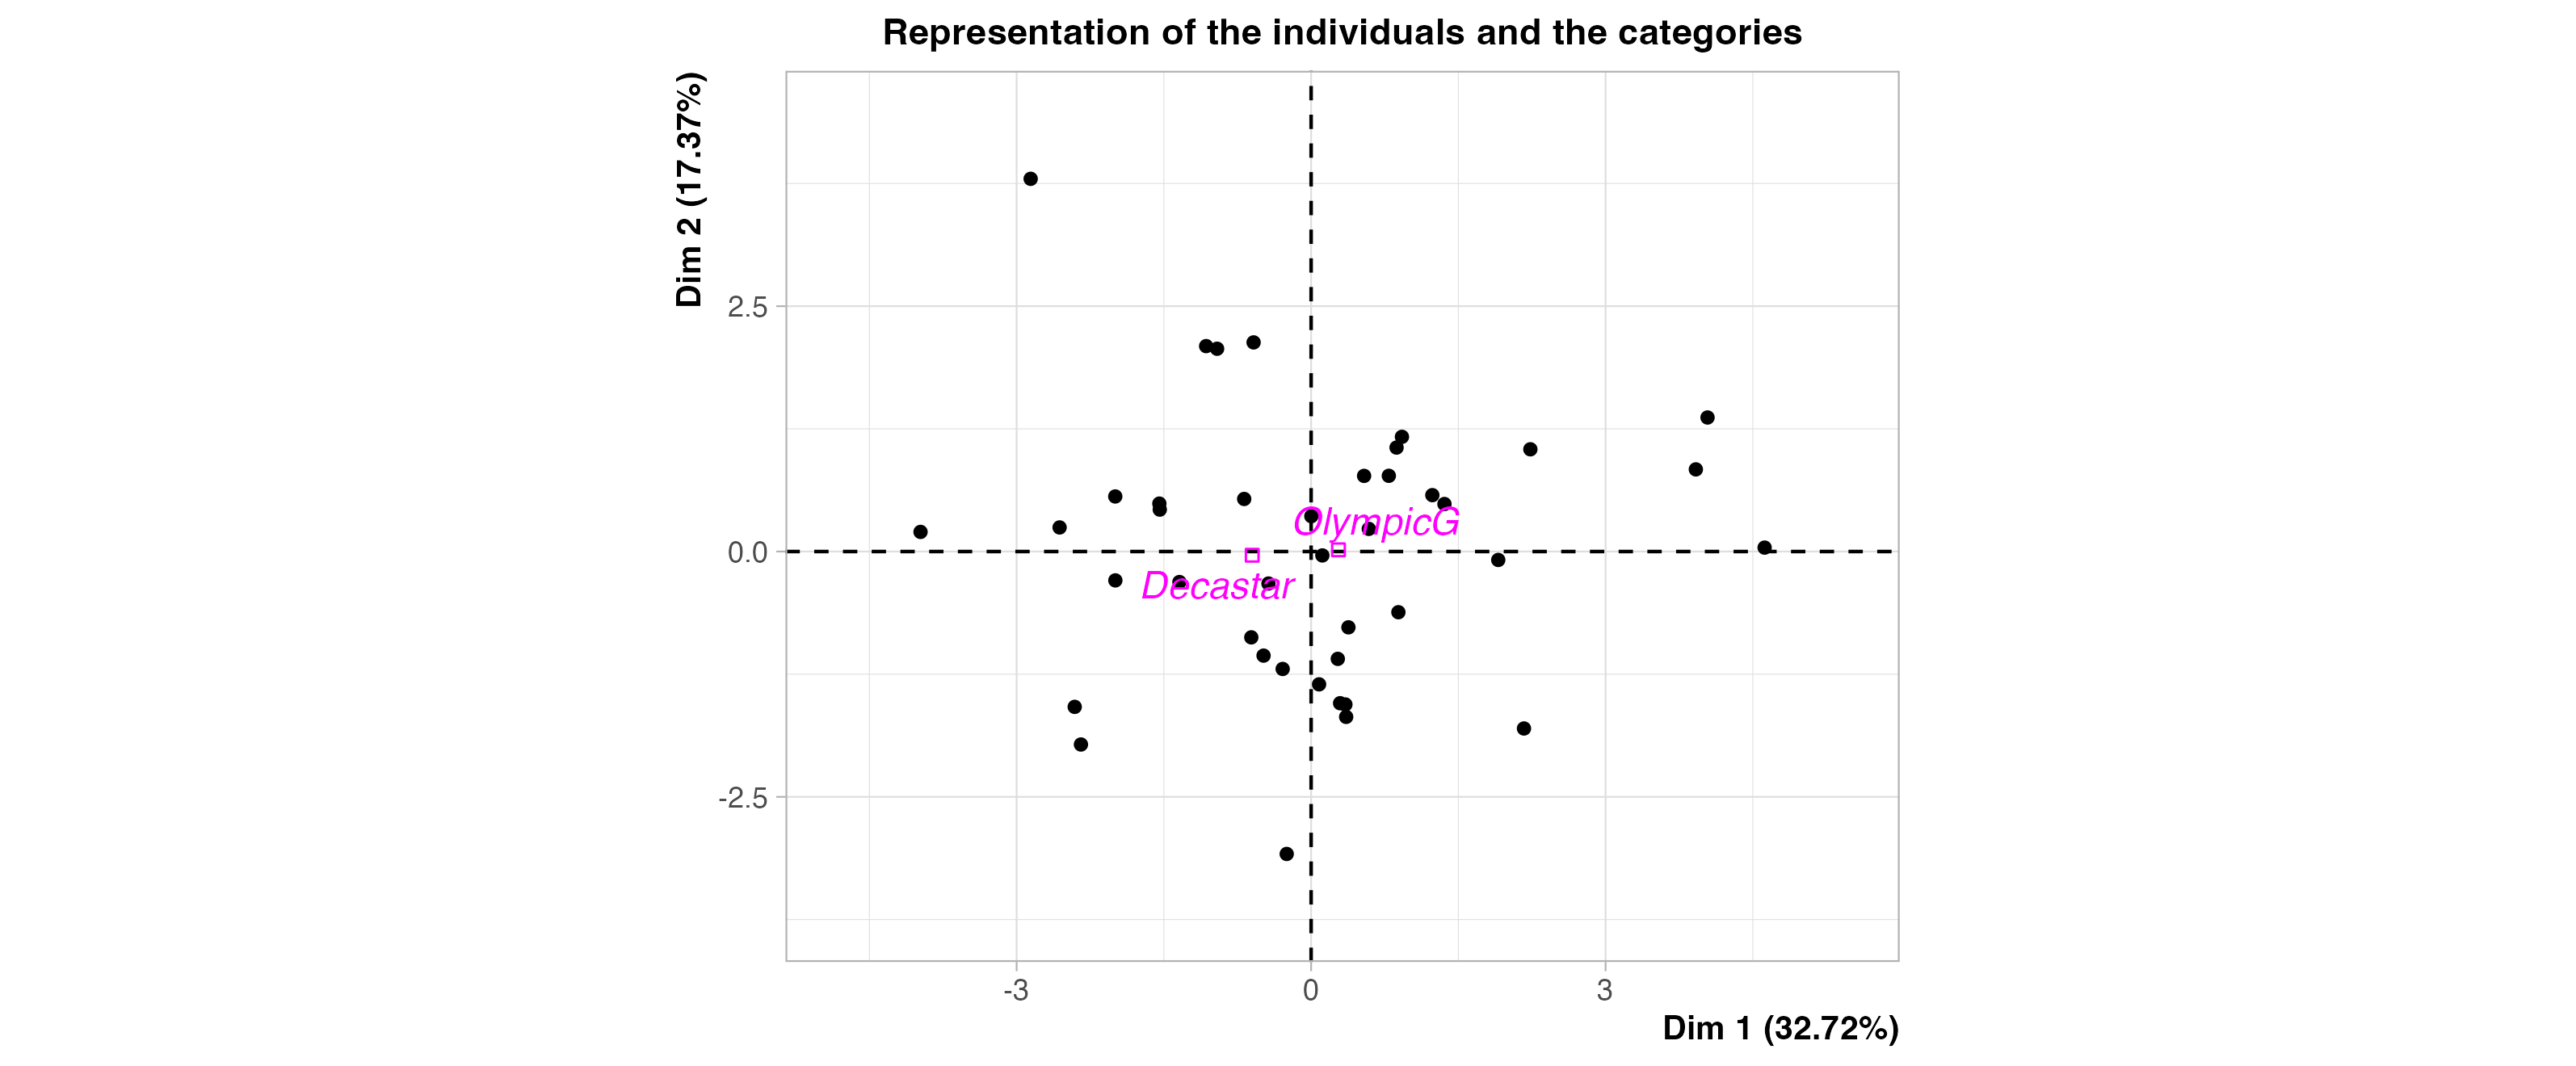 Representation of the individuals and the categories
Dim 2 (17.37%)
2.5
0.0
-2.5
OlympicG
Decastar
-3 0 3
Dim 1 (32.72%)